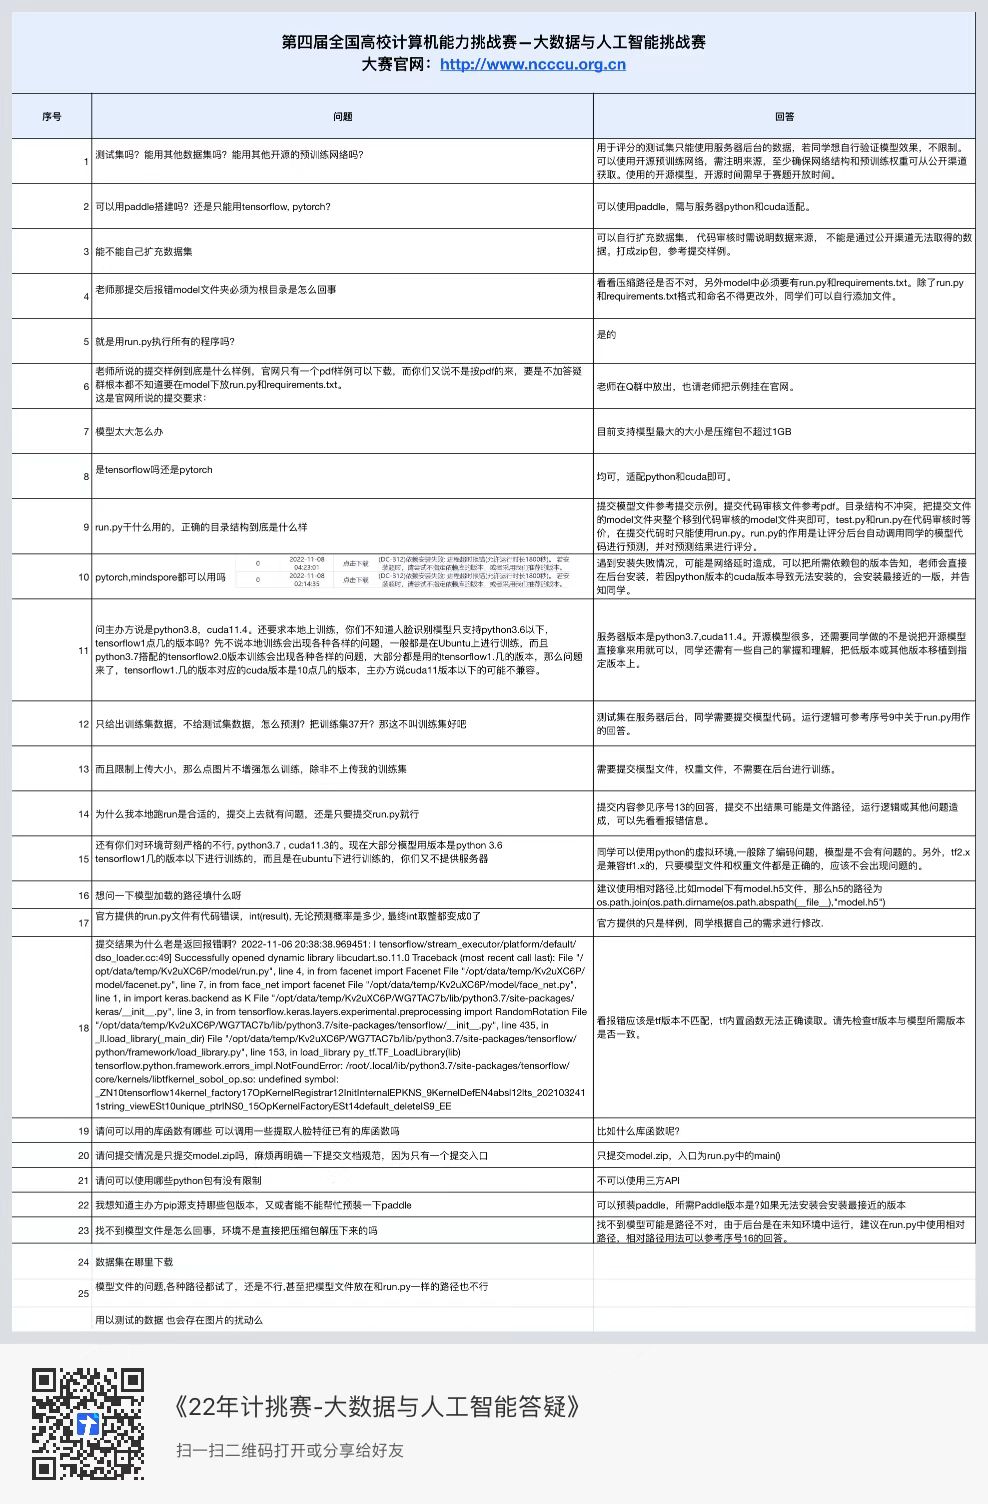 第四届全国高校计算机能力挑战赛—大数据与人工智能挑战赛
大赛官网：http://www.ncccu.org.cn
序号 问题 回答
1 测试集吗？能用其他数据集吗？能用其他开源的预训练网络吗？
用于评分的测试集只能使用服务器后台的数据，若同学想自行验证模型效果，不限制。
可以使用开源预训练网络，需注明来源，至少确保网络结构和预训练权重可从公开渠道
获取。使用的开源模型，开源时间需早于赛题开放时间。
2 可以用paddle搭建吗？还是只能用tensorflow, pytorch？
可以使用paddle，需与服务器python和cuda适配。
3 能不能自己扩充数据集
可以自行扩充数据集，代码审核时需说明数据来源，不能是通过公开渠道无法取得的数
据。打成zip包，参考提交样例。
4 老师那提交后报错model文件夹必须为根目录是怎么回事
看看压缩路径是否不对，另外model中必须要有run.py和requirements.txt。除了run.py
和requirements.txt格式和命名不得更改外，同学们可以自行添加文件。
5 就是用run.py执行所有的程序吗？
是的
6 老师所说的提交样例到底是什么样例，官网只有一个pdf样例可以下载，而你们又说不是按pdf的来，要是不加答疑
群根本都不知道要在model下放run.py和requirements.txt。
这是官网所说的提交要求：
老师在Q群中放出，也请老师把示例挂在官网。
7 模型太大怎么办
目前支持模型最大的大小是压缩包不超过1GB
8 是tensorflow吗还是pytorch
均可，适配python和cuda即可。
9 run.py干什么用的，正确的目录结构到底是什么样
提交模型文件参考提交示例。提交代码审核文件参考pdf。目录结构不冲突，把提交文件
的model文件夹整个移到代码审核的model文件夹即可，test.py和run.py在代码审核时等
价，在提交代码时只能使用run.py。run.py的作用是让评分后台自动调用同学的模型代
码进行预测，并对预测结果进行评分。
10 pytorch,mindspore都可以用吗
0 2022-11-08 04:23:01 点击下载 (DC-312)依赖安装失败: 进程超时报错(允许运行时长1800秒)。若安
装超时，请尝试不指定依赖库的版本，或者采用我们推荐的版本。
0 2022-11-08 02:14:35 点击下载 (DC-312)依赖安装失败: 进程超时报错(允许运行时长1800秒)。若安
装超时，请尝试不指定依赖库的版本，或者采用我们推荐的版本。
遇到安装失败情况，可能是网络延时造成，可以把所需依赖包的版本告知，老师会直接
在后台安装，若因python版本的cuda版本导致无法安装的，会安装最接近的一版，并告
知同学。
11 问主办方说是python3.8，cuda11.4。还要求本地上训练，你们不知道人脸识别模型只支持python3.6以下，
tensorflow1点几的版本吗？先不说本地训练会出现各种各样的问题，一般都是在Ubuntu上进行训练，而且
python3.7搭配的tensorflow2.0版本训练会出现各种各样的问题，大部分都是用的tensorflow1.几的版本，那么问题
来了，tensorflow1.几的版本对应的cuda版本是10点几的版本，主办方说cuda11版本以下的可能不兼容。
服务器版本是python3.7,cuda11.4。开源模型很多，还需要同学做的不是说把开源模型
直接拿来用就可以，同学还需有一些自己的掌握和理解，把低版本或其他版本移植到指
定版本上。
12 只给出训练集数据，不给测试集数据，怎么预测？把训练集37开？那这不叫训练集好吧
测试集在服务器后台，同学需要提交模型代码。运行逻辑可参考序号9中关于run.py用作
的回答。
13 而且限制上传大小，那么点图片不增强怎么训练，除非不上传我的训练集
需要提交模型文件，权重文件，不需要在后台进行训练。
14 为什么我本地跑run是合适的，提交上去就有问题，还是只要提交run.py就行
提交内容参见序号13的回答，提交不出结果可能是文件路径，运行逻辑或其他问题造
成，可以先看看报错信息。
15 还有你们对环境苛刻严格的不行, python3.7，cuda11.3的。现在大部分模型用版本是python 3.6
tensorflow1几的版本以下进行训练的，而且是在ubuntu下进行训练的，你们又不提供服务器
同学可以使用python的虚拟环境,一般除了编码问题，模型是不会有问题的。另外，tf2.x
是兼容tf1.x的，只要模型文件和权重文件都是正确的，应该不会出现问题的。
16 想问一下模型加载的路径填什么呀
建议使用相对路径,比如model下有model.h5文件，那么h5的路径为
os.path.join(os.path.dirname(os.path.abspath(__file__),"model.h5")
17 官方提供的run.py文件有代码错误，int(result), 无论预测概率是多少, 最终int取整都变成0了
官方提供的只是样例，同学根据自己的需求进行修改.
18 提交结果为什么老是返回报错啊？2022-11-06 20:38:38.969451: I tensorflow/stream_executor/platform/default/
dso_loader.cc:49] Successfully opened dynamic library libcudart.so.11.0 Traceback (most recent call last): File "/
opt/data/temp/Kv2uXC6P/model/run.py", line 4, in from facenet import Facenet File "/opt/data/temp/Kv2uXC6P/
model/facenet.py", line 7, in from face_net import facenet File "/opt/data/temp/Kv2uXC6P/model/face_net.py",
line 1, in import keras.backend as K File "/opt/data/temp/Kv2uXC6P/WG7TAC7b/lib/python3.7/site-packages/
keras/__init__.py", line 3, in from tensorflow.keras.layers.experimental.preprocessing import RandomRotation File
"/opt/data/temp/Kv2uXC6P/WG7TAC7b/lib/python3.7/site-packages/tensorflow/__init__.py", line 435, in
_ll.load_library(_main_dir) File "/opt/data/temp/Kv2uXC6P/WG7TAC7b/lib/python3.7/site-packages/tensorflow/
python/framework/load_library.py", line 153, in load_library py_tf.TF_LoadLibrary(lib)
tensorflow.python.framework.errors_impl.NotFoundError: /root/.local/lib/python3.7/site-packages/tensorflow/
core/kernels/libtfkernel_sobol_op.so: undefined symbol:
_ZN10tensorflow14kernel_factory17OpKernelRegistrar12InitInternalEPKNS_9KernelDefEN4absl12lts_202103241
1string_viewESt10unique_ptrINS0_15OpKernelFactoryESt14default_deleteIS9_EE
看报错应该是tf版本不匹配，tf内置函数无法正确读取。请先检查tf版本与模型所需版本
是否一致。
19 请问可以用的库函数有哪些 可以调用一些提取人脸特征已有的库函数吗
比如什么库函数呢？
20 请问提交情况是只提交model.zip吗，麻烦再明确一下提交文档规范，因为只有一个提交入口
只提交model.zip，入口为run.py中的main()
21 请问可以使用哪些python包有没有限制
不可以使用三方API
22 我想知道主办方pip源支持哪些包版本，又或者能不能帮忙预装一下paddle
可以预装paddle，所需Paddle版本是?如果无法安装会安装最接近的版本
23 找不到模型文件是怎么回事，环境不是直接把压缩包解压下来的吗
找不到模型可能是路径不对，由于后台是在未知环境中运行，建议在run.py中使用相对
路径，相对路径用法可以参考序号16的回答。
24 数据集在哪里下载
25 模型文件的问题,各种路径都试了，还是不行,甚至把模型文件放在和run.py一样的路径也不行
用以测试的数据 也会存在图片的扰动么
《22年计挑赛-大数据与人工智能答疑》
扫一扫二维码打开或分享给好友